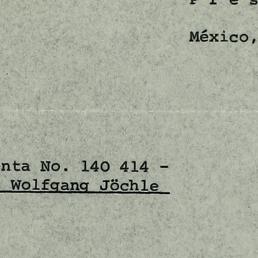 México,
nta No. 140 414 -
Wolfgang Jöchle